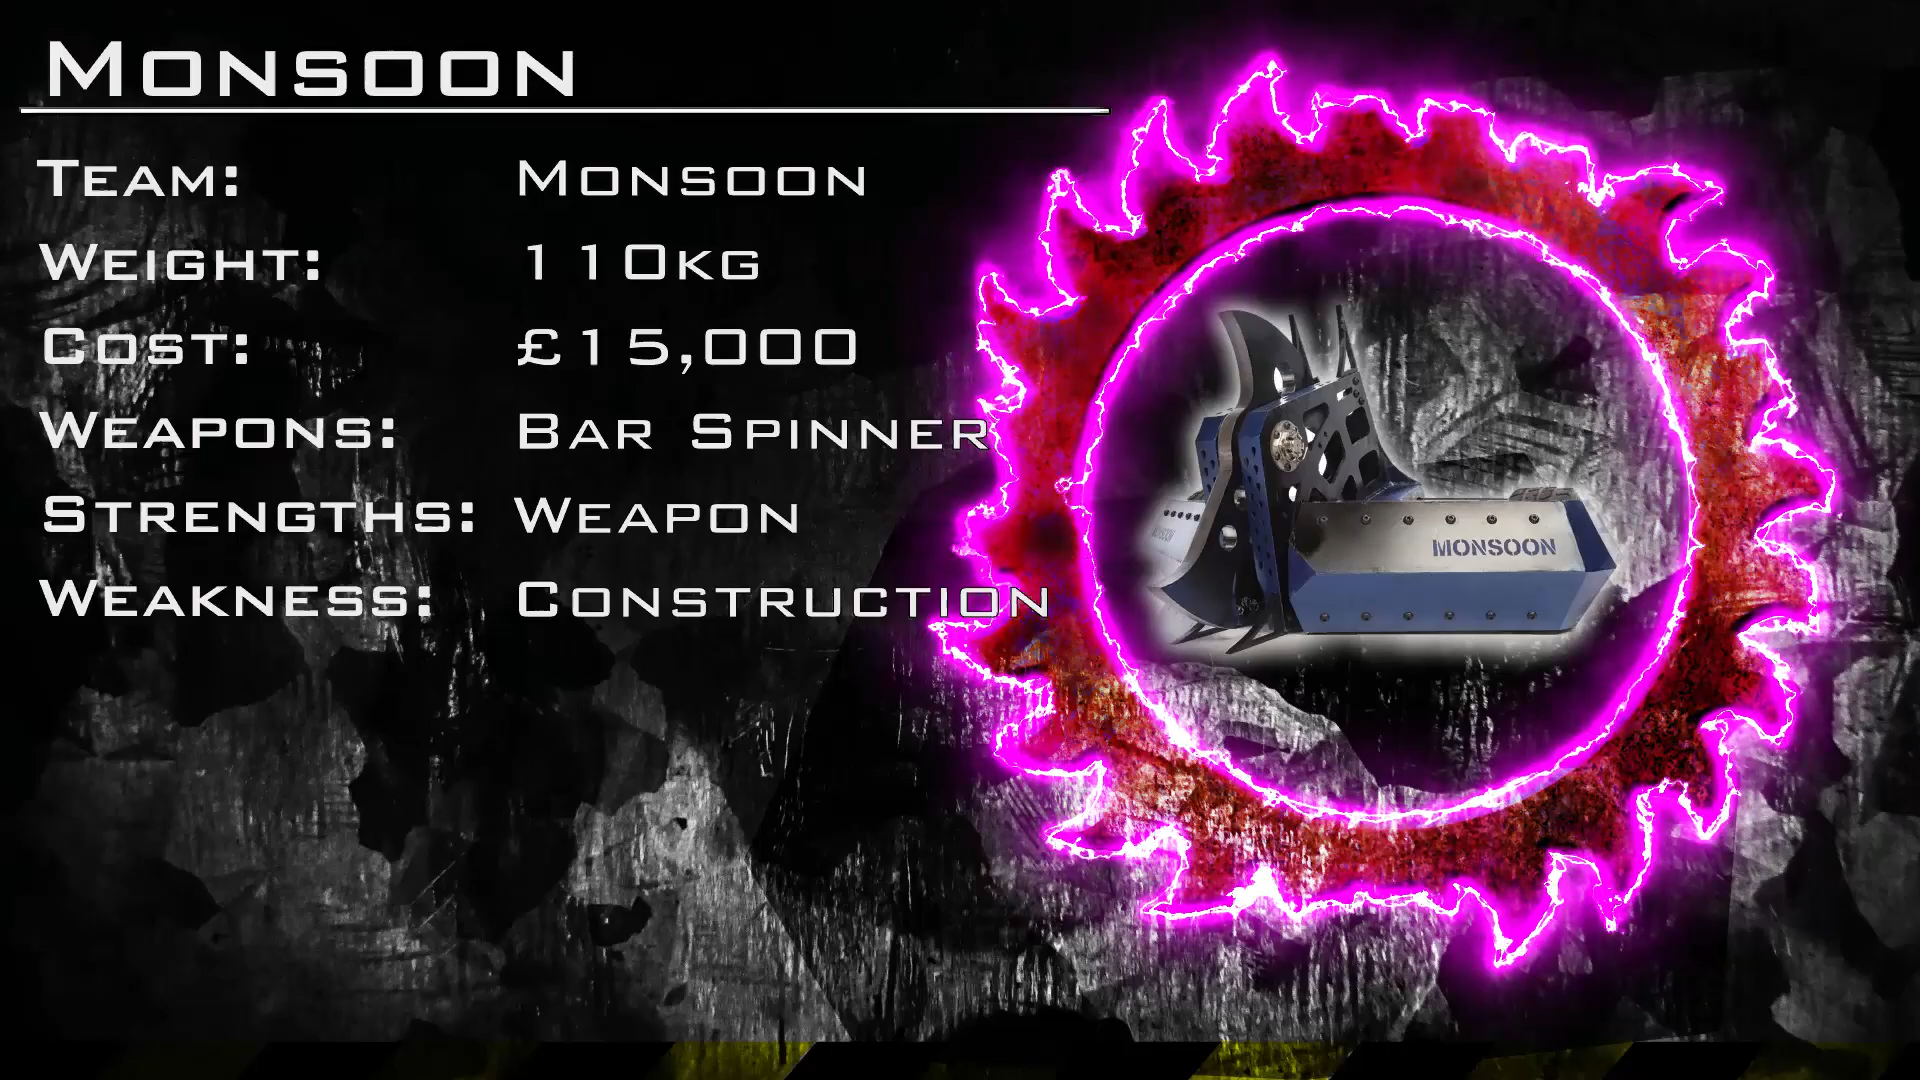 Monsoon
Team: Monsoon
Weight: 110kg
Cost: £15,000
Weapons: Bar Spinner
Strengths: Weapon
Weakness: Construction
MONSOON